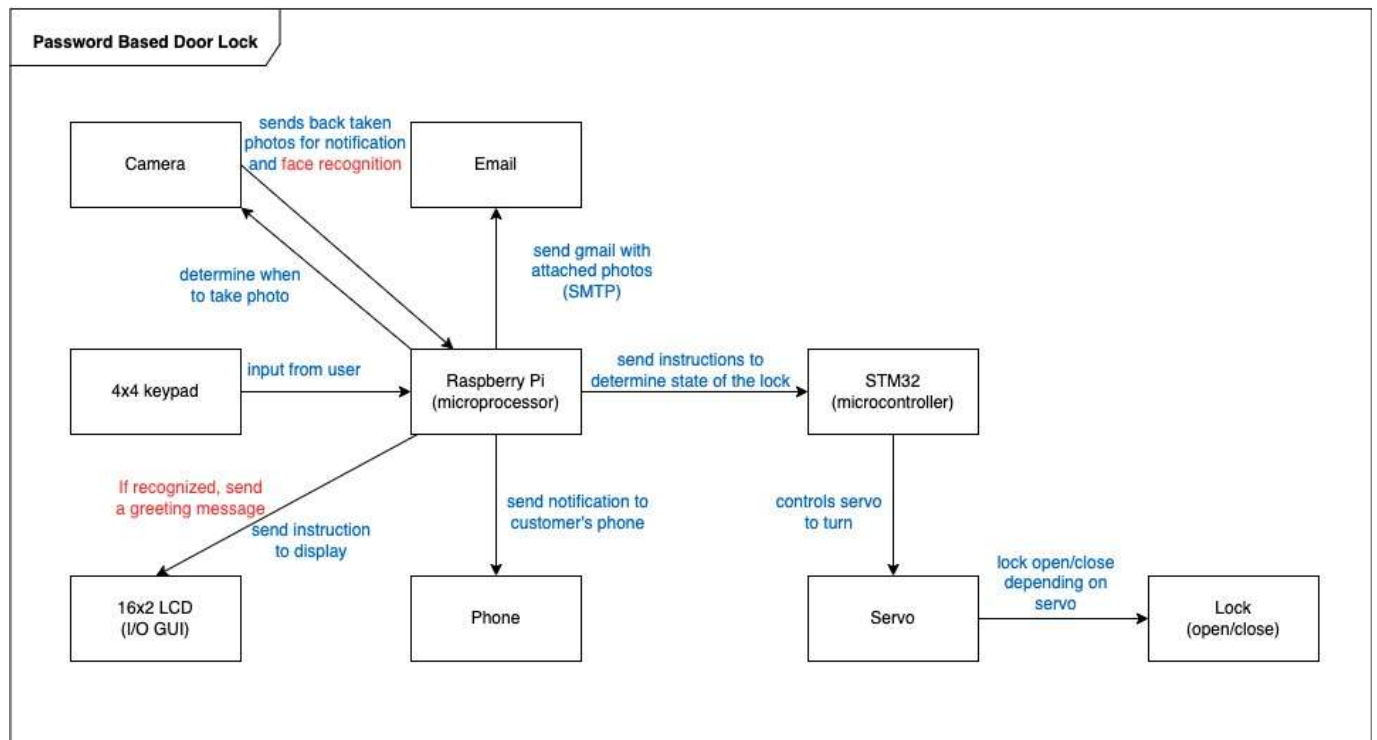 Password Based Door Lock
sends back taken
photos for notification
and face recognition
Camera
Email
determine when
to take photo
send gmail with
attached photos
(SMTP)
4x4 keypad
input from user
Raspberry Pi
(microprocessor)
send instructions to
determine state of the lock
STM32
(microcontroller)
If recognized, send
a greeting message
send instruction
to display
send notification to
customer's phone
controls servo
to turn
lock open/close
depending on
servo
16x2 LCD
(I/O GUI)
Phone
Servo
Lock
(open/close)